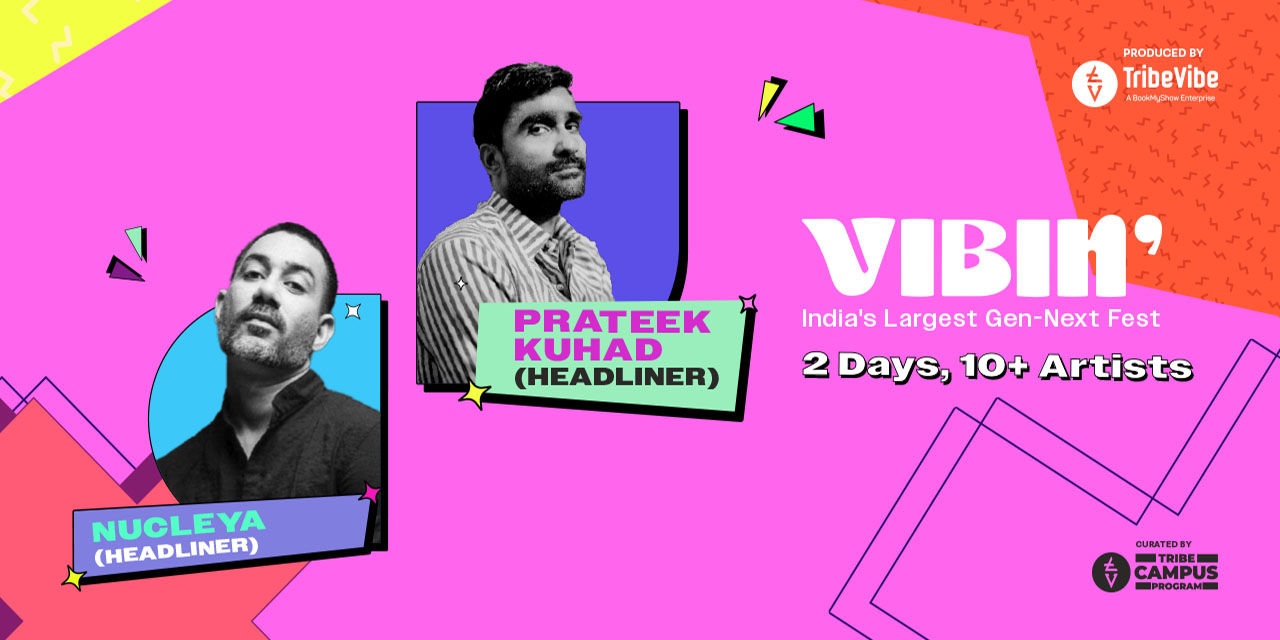 PRODUCED BY
TribeVibe
A BookMyShow Enterprise
PRATEEK
KUHAD
(HEADLINER)
NUCLEYA
(HEADLINER)
VIBIN'
India's Largest Gen-Next Fest
2 Days, 10+ Artists
CURATED BY
TRIBE
CAMPUS
PROGRAM